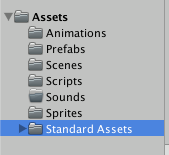 Assets
Animations
Prefabs
Scenes
Scripts
Sounds
Sprites
Standard Assets